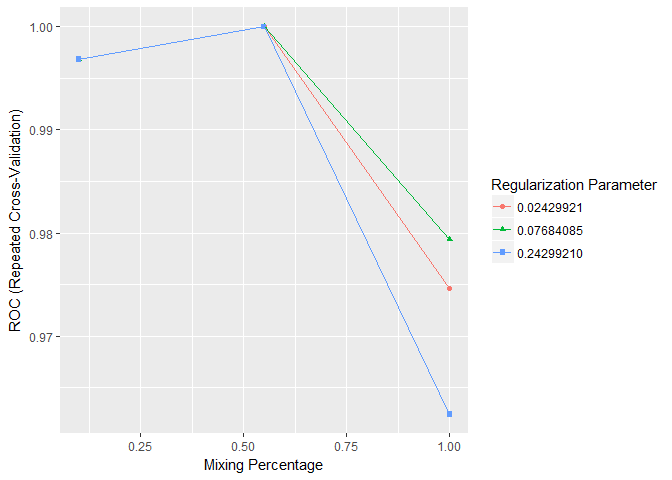 1.00
0.99
0.98
0.97
ROC (Repeated Cross-Validation)
0.25 0.50 0.75 1.00
Mixing Percentage
Regularization Parameter
0.02429921
0.07684085
0.24299210